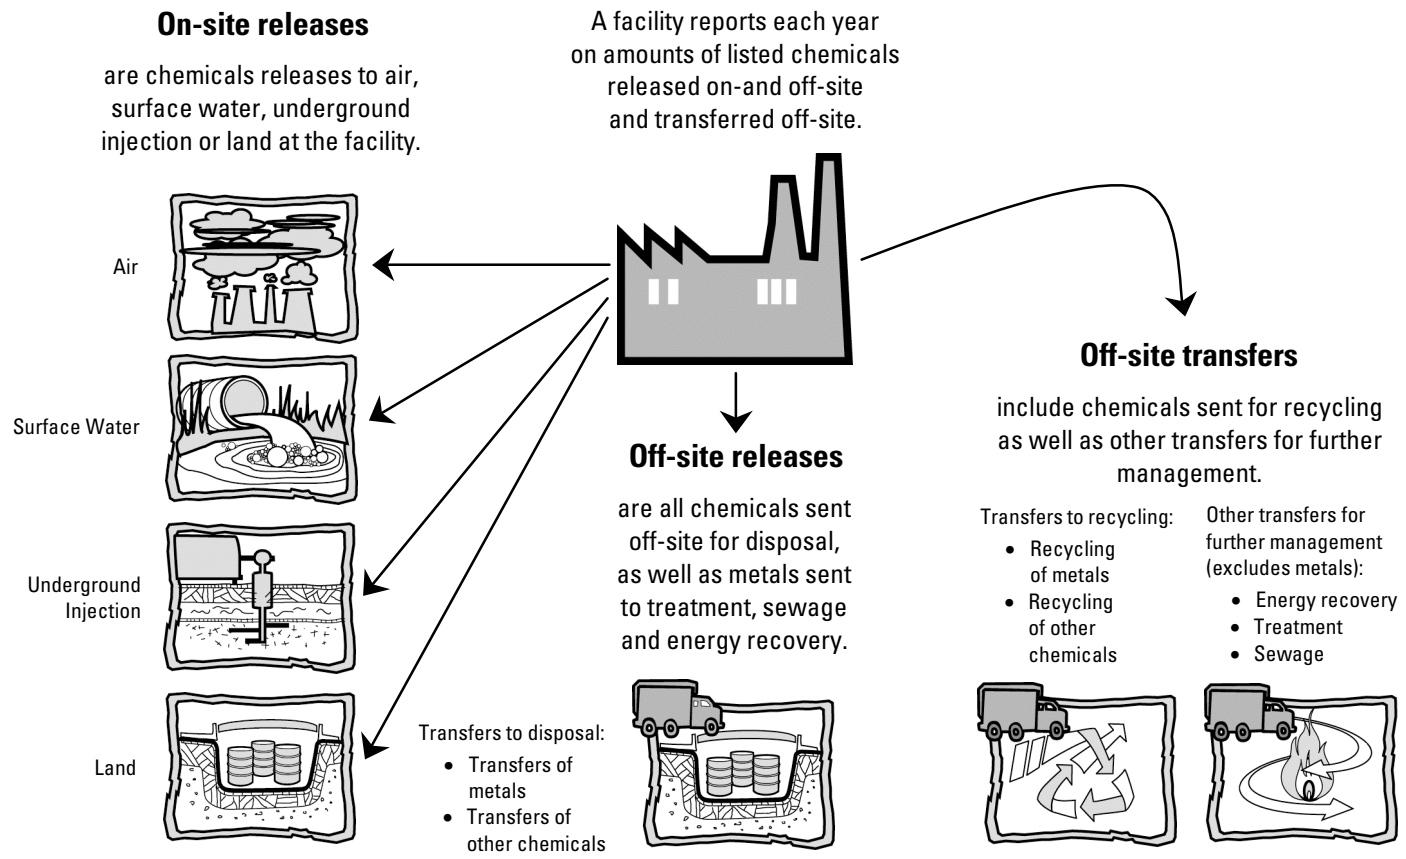 On-site releases
are chemicals releases to air,
surface water, underground
injection or land at the facility.
A facility reports each year
on amounts of listed chemicals
released on-and off-site
and transferred off-site.
Air
Surface Water
Underground
Injection
Land
Off-site releases
are all chemicals sent
off-site for disposal,
as well as metals sent
to treatment, sewage
and energy recovery.
Transfers to disposal:
• Transfers of
metals
• Transfers of
other chemicals
Off-site transfers
include chemicals sent for recycling
as well as other transfers for further
management.
Transfers to recycling:
• Recycling
of metals
• Recycling
of other
chemicals
Other transfers for
further management
(excludes metals):
• Energy recovery
• Treatment
• Sewage